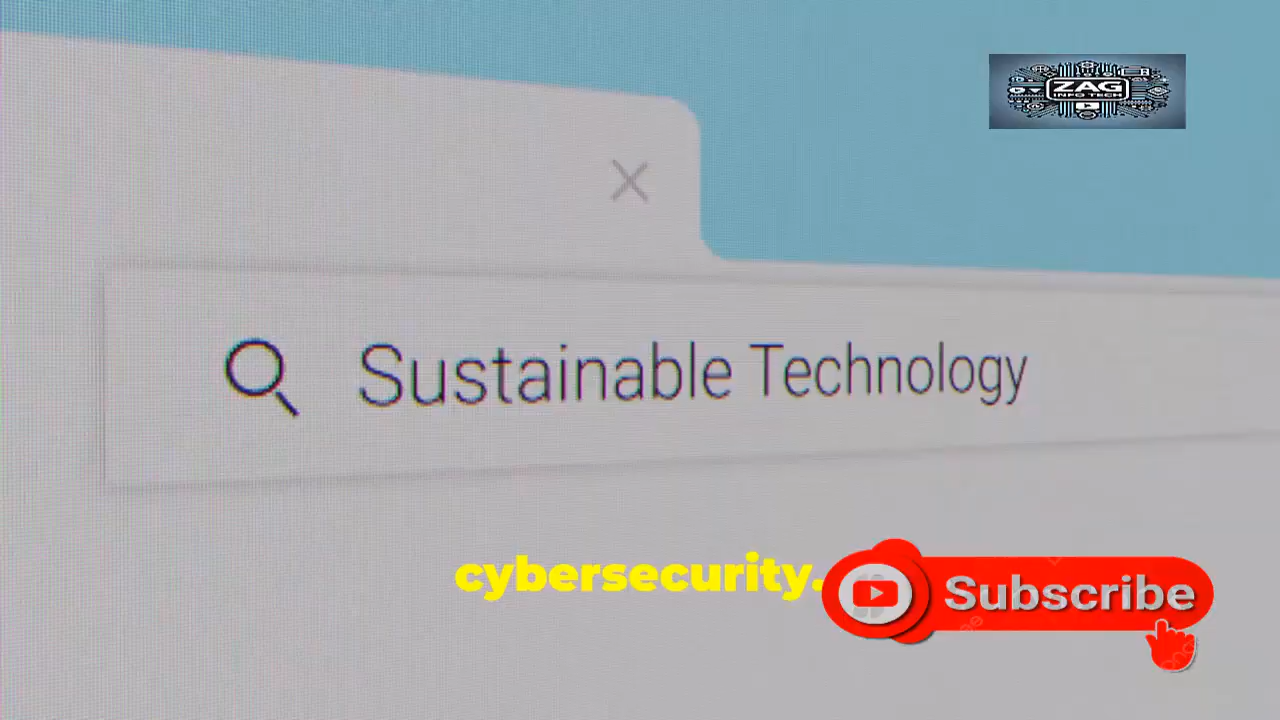 ZAG
INFO TECH
Sustainable Technology
cybersecurity.
Subscribe